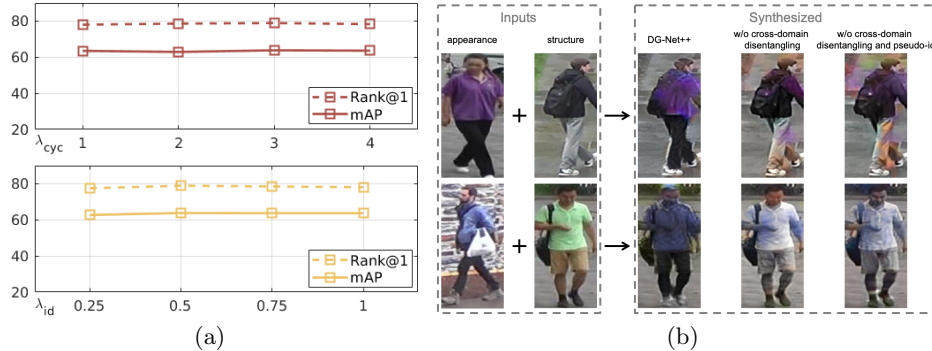 80
60
40
20
Rank@1
mAP
λcyc
1
2
3
4
80
60
40
20
Rank@1
mAP
λid
0.25
0.5
0.75
1
(a)
Inputs
appearance
structure
+
+
Synthesized
DG-Net++
w/o cross-domain
disentangling
w/o cross-domain
disentangling and pseudo-id
(b)